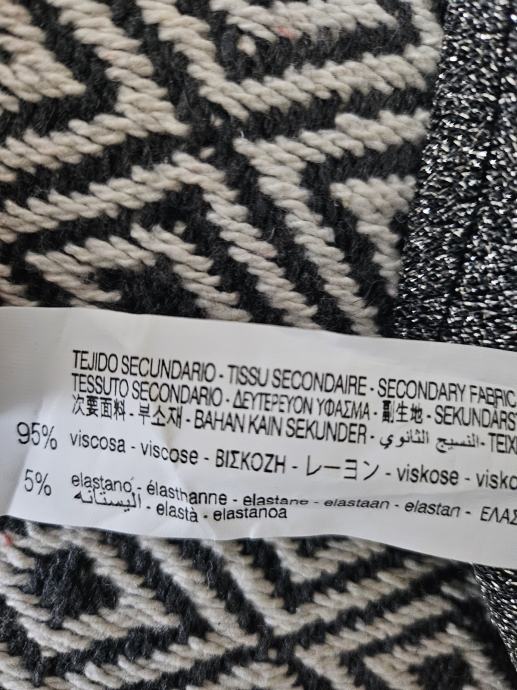 TEJIDO SECUNDARIO - TISSU SECONDAIRE - SECONDARY FABRIC
TESSUTO SECONDARIO - ΔΕΥΤΕΡΕΥΟΝ ΥΦΑΣΜΑ - 副生地 - SEKUNDÄRS
次要面料 - 부소재 - BAHAN KAIN SEKUNDER - النسيج الثانوي - TEIXI
95% viscosa - viscose - ΒΙΣΚΟΖΗ - レーヨン - viskose - visko
5% elastano - élasthanne - elastane - elastaan - elastan - ΕΛΑΣ
اليستانه - elastà - elastanoa